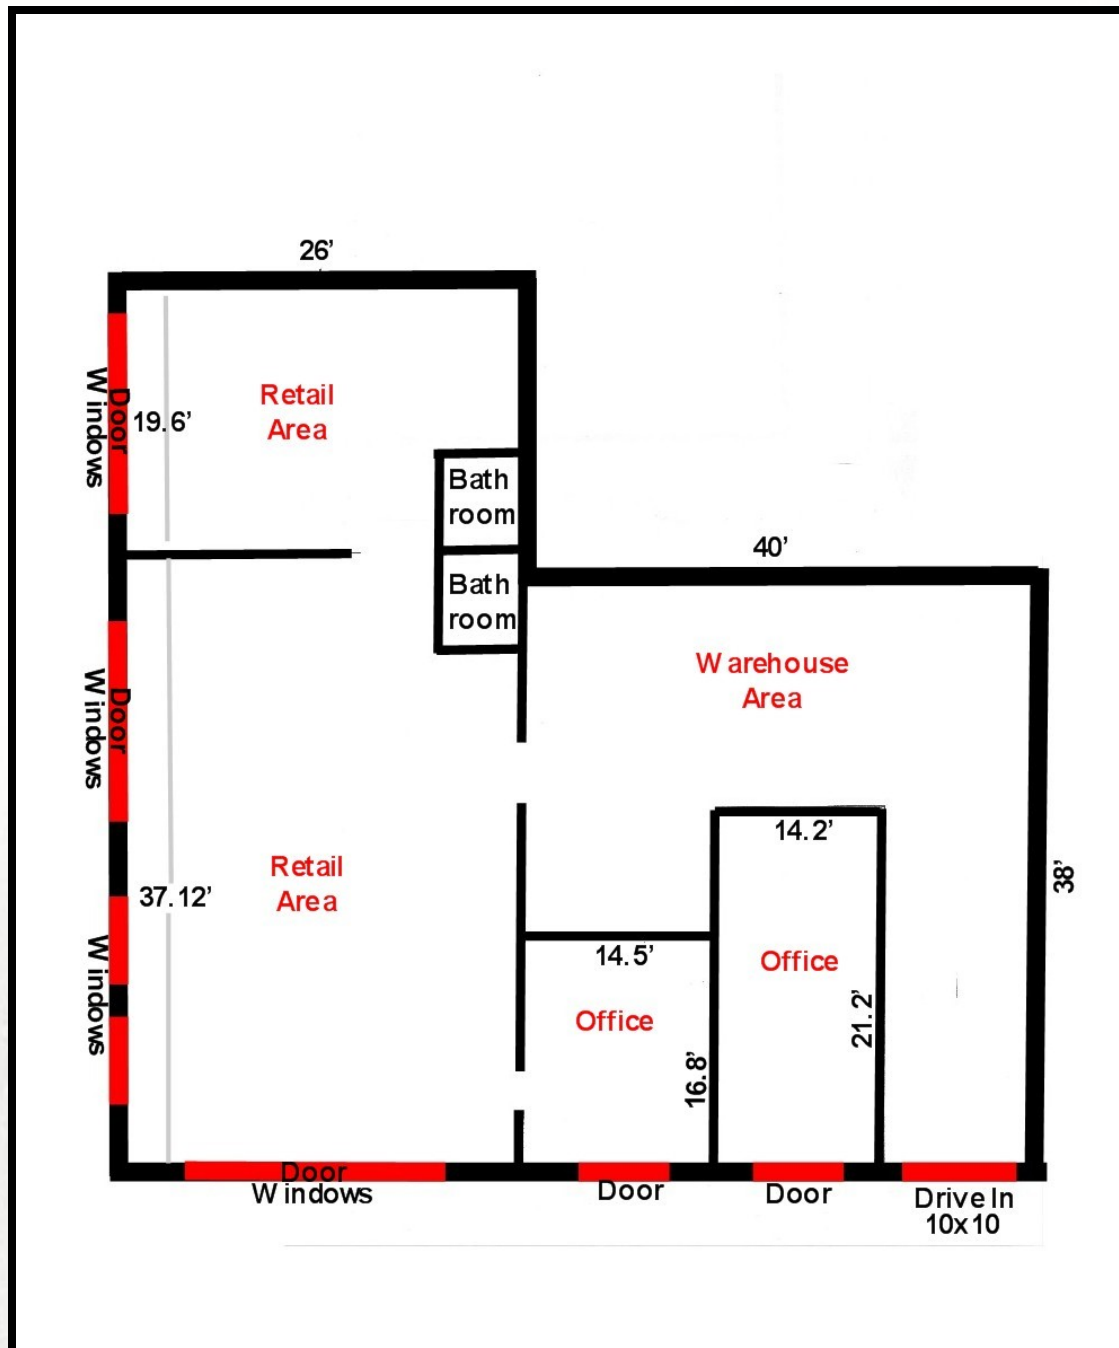 26’
Door
Windows
19.6’
Retail
Area
Bath
room
Bath
room
40’
Warehouse
Area
Door
Windows
14.2’
38’
Retail
Area
37.12’
Windows
14.5’
Office
Office
21.2’
16.8’
Door
Windows
Door
Door
Drive In
10x10